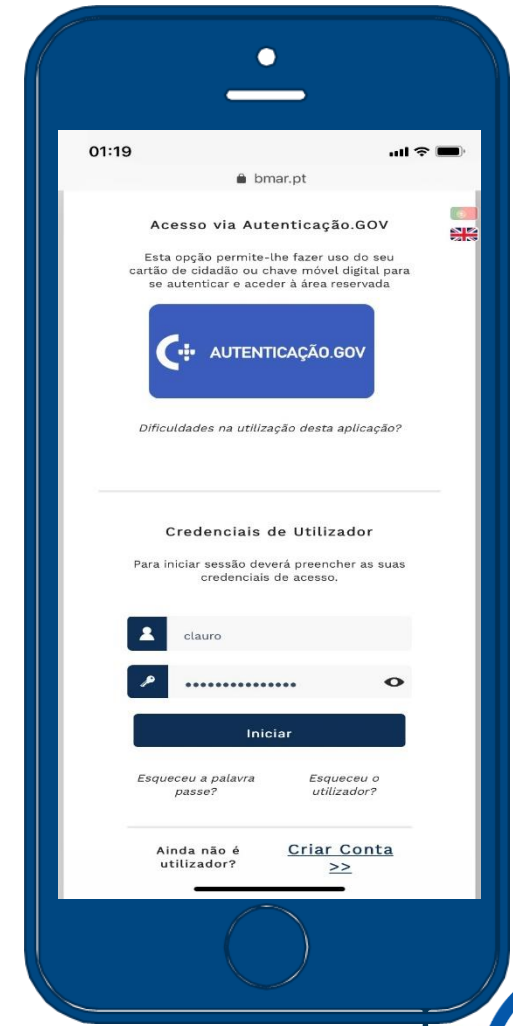 01:19
bmar.pt
Acesso via Autenticação.GOV
Esta opção permite-lhe fazer uso do seu
cartão de cidadão ou chave móvel digital para
se autenticar e aceder à área reservada
AUTENTICAÇÃO.GOV
Dificuldades na utilização desta aplicação?
Credenciais de Utilizador
Para iniciar sessão deverá preencher as suas
credenciais de acesso.
clauro
•••••••••••••••
Iniciar
Esqueceu a palavra
passe?
Esqueceu o
utilizador?
Ainda não é
utilizador?
Criar Conta
>>